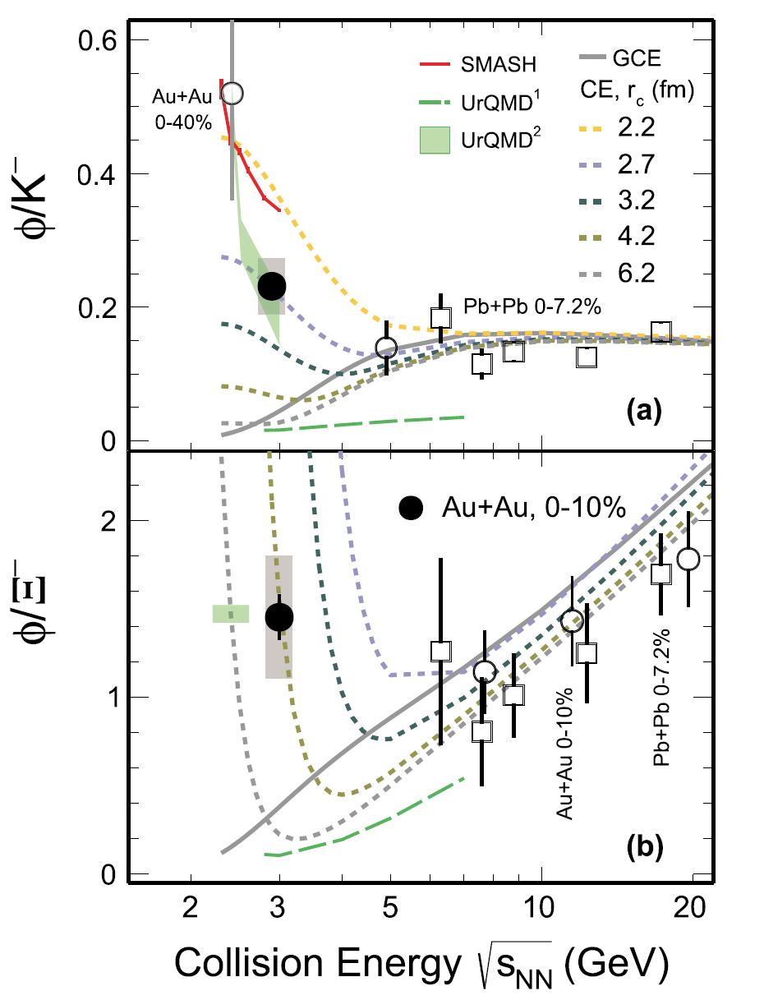 0.6
0.4
0.2
0
ϕ/K⁻
Au+Au
0-40%
SMASH
UrQMD¹
UrQMD²
GCE
CE, r_c (fm)
2.2
2.7
3.2
4.2
6.2
Pb+Pb 0-7.2%
(a)
2
1
0
ϕ/Ξ⁻
Au+Au, 0-10%
Au+Au 0-10%
Pb+Pb 0-7.2%
(b)
2 3 5 10 20
Collision Energy √s_NN (GeV)